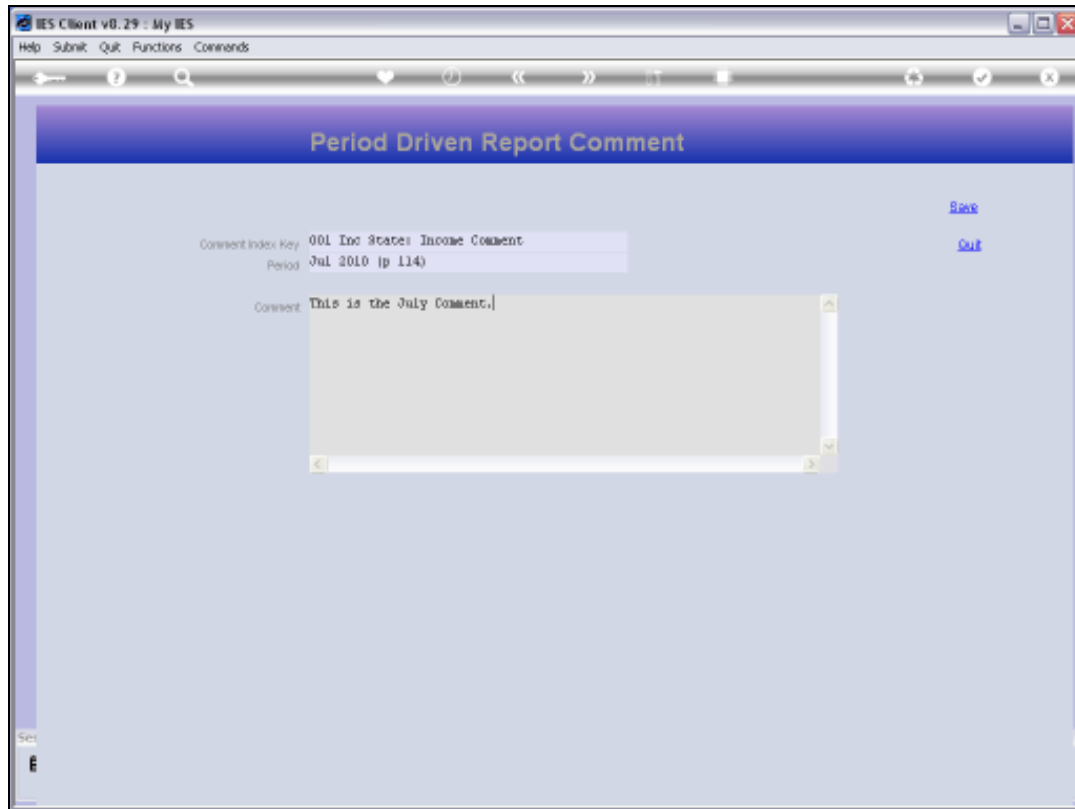 IES Client v8.29 : My IES
Help Submit Quit Functions Commands
Period Driven Report Comment
Save
Comment Index Key 001 Inc State: Income Comment
Quit
Period Jul 2010 (p 114)
Comment This is the July Comment.